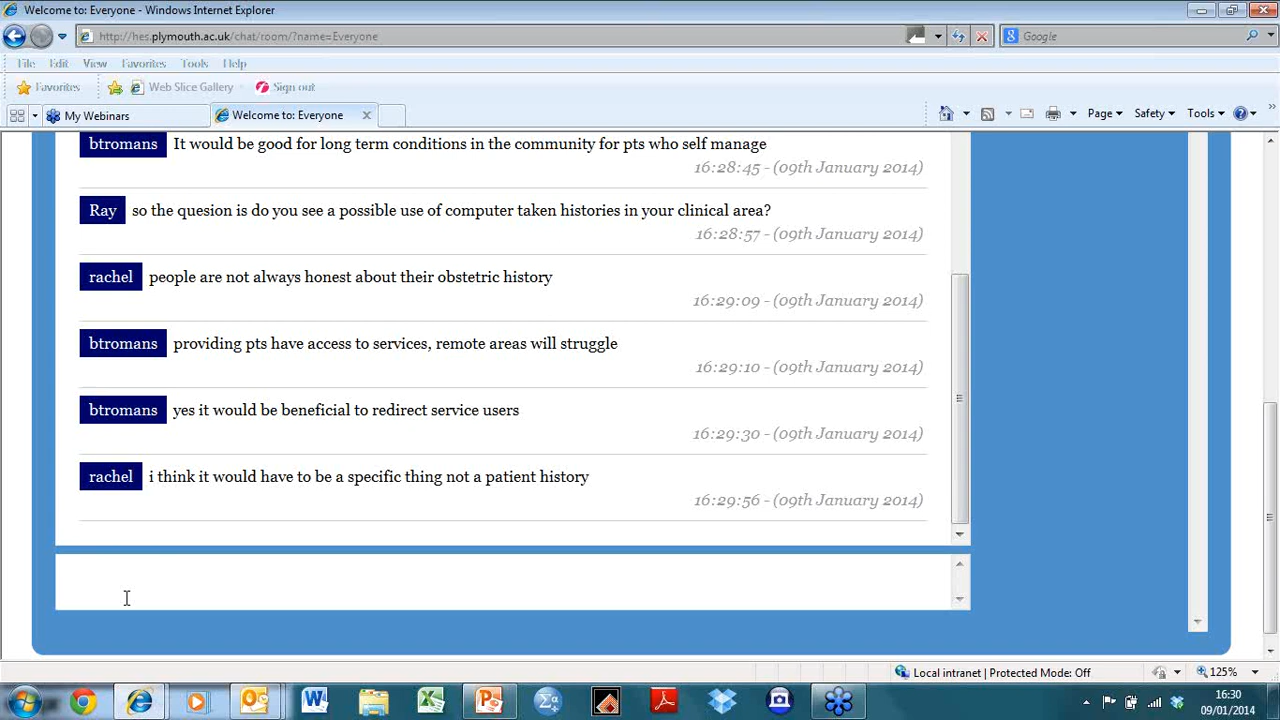 Welcome to: Everyone - Windows Internet Explorer
http://hes.plymouth.ac.uk/chat/room/?name=Everyone
Google
File Edit View Favorites Tools Help
Favorites Web Slice Gallery Sign out
My Webinars Welcome to: Everyone Page Safety Tools
btromans It would be good for long term conditions in the community for pts who self manage
16:28:45 - (09th January 2014)
Ray so the quesion is do you see a possible use of computer taken histories in your clinical area?
16:28:57 - (09th January 2014)
rachel people are not always honest about their obstetric history
16:29:09 - (09th January 2014)
btromans providing pts have access to services, remote areas will struggle
16:29:10 - (09th January 2014)
btromans yes it would be beneficial to redirect service users
16:29:30 - (09th January 2014)
rachel i think it would have to be a specific thing not a patient history
16:29:56 - (09th January 2014)
Local intranet | Protected Mode: Off 125%
16:30
09/01/2014